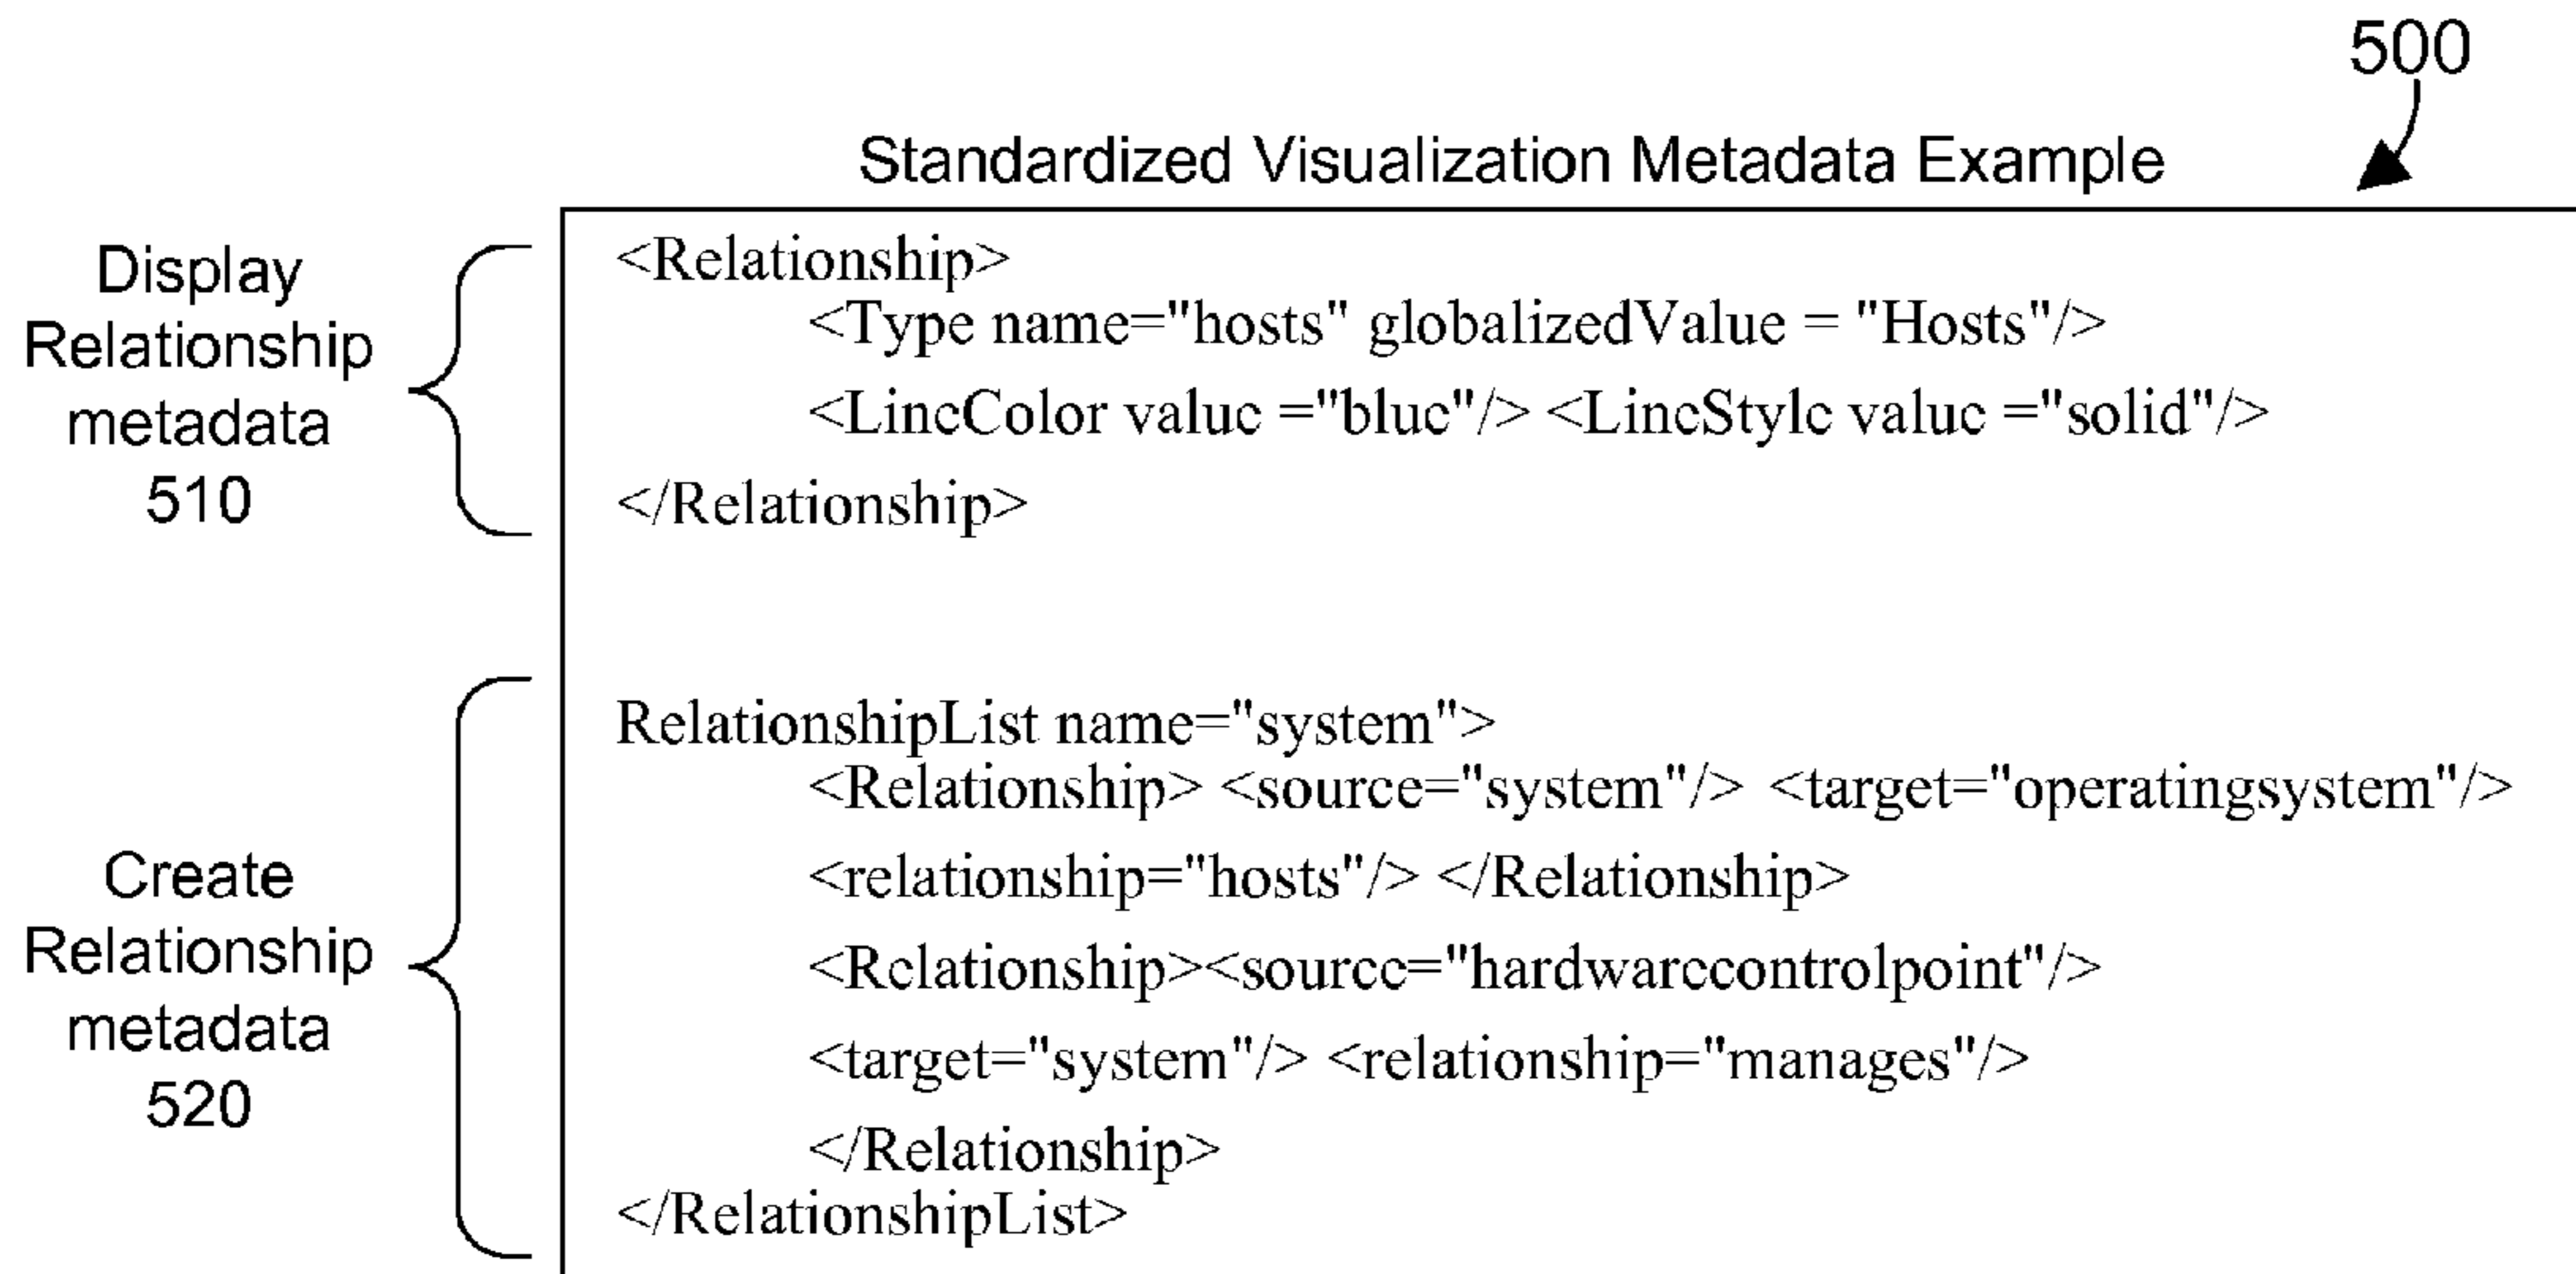 500
Standardized Visualization Metadata Example
Display
Relationship
metadata
510
<Relationship>
<Type name="hosts" globalizedValue = "Hosts"/>
<LineColor value ="blue"/> <LineStyle value ="solid"/>
</Relationship>
Create
Relationship
metadata
520
RelationshipList name="system">
<Relationship> <source="system"/> <target="operatingsystem"/>
<relationship="hosts"/> </Relationship>
<Relationship><source="hardwarecontrolpoint"/>
<target="system"/> <relationship="manages"/>
</Relationship>
</RelationshipList>